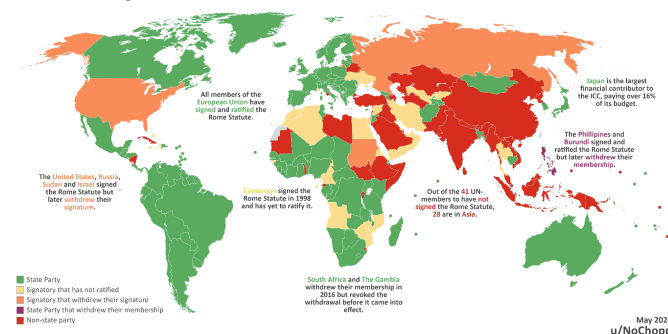 All members of the
European Union have
signed and ratified the
Rome Statute.
Japan is the largest
financial contributor to
the ICC, paying over 16%
of its budget.
The Phillipines and
Burundi signed and
ratified the Rome Statute
but later withdrew their
membership.
The United States, Russia,
Sudan and Israel signed
the Rome Statute but
later withdrew their
signature.
Cameroon signed the
Rome Statute in 1998
and has yet to ratify it.
Out of the 41 UN-
members to have not
signed the Rome Statute,
28 are in Asia.
South Africa and The Gambia
withdrew their membership in
2016 but revoked the
withdrawal before it came into
effect.
State Party
Signatory that has not ratified
Signatory that withdrew their signature
State Party that withdrew their membership
Non-state party
May 202
u/NoChopp